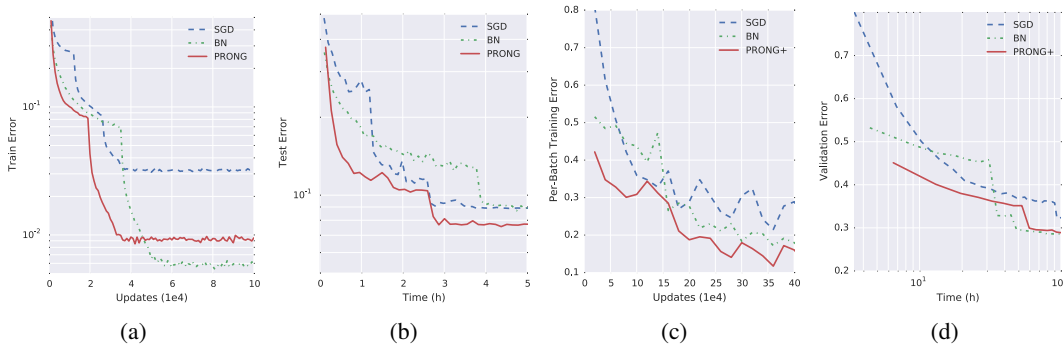 SGD
BN
PRONG
10^-1
10^-2
Train Error
0 2 4 6 8 10
Updates (1e4)
(a)
SGD
BN
PRONG
10^-1
Test Error
0 1 2 3 4 5
Time (h)
(b)
0.8
0.7
0.6
0.5
0.4
0.3
0.2
0.1
Per-Batch Training Error
SGD
BN
PRONG+
0 5 10 15 20 25 30 35 40
Updates (1e4)
(c)
0.7
0.6
0.5
0.4
0.3
0.2
Validation Error
SGD
BN
PRONG+
10^1
Time (h)
(d)